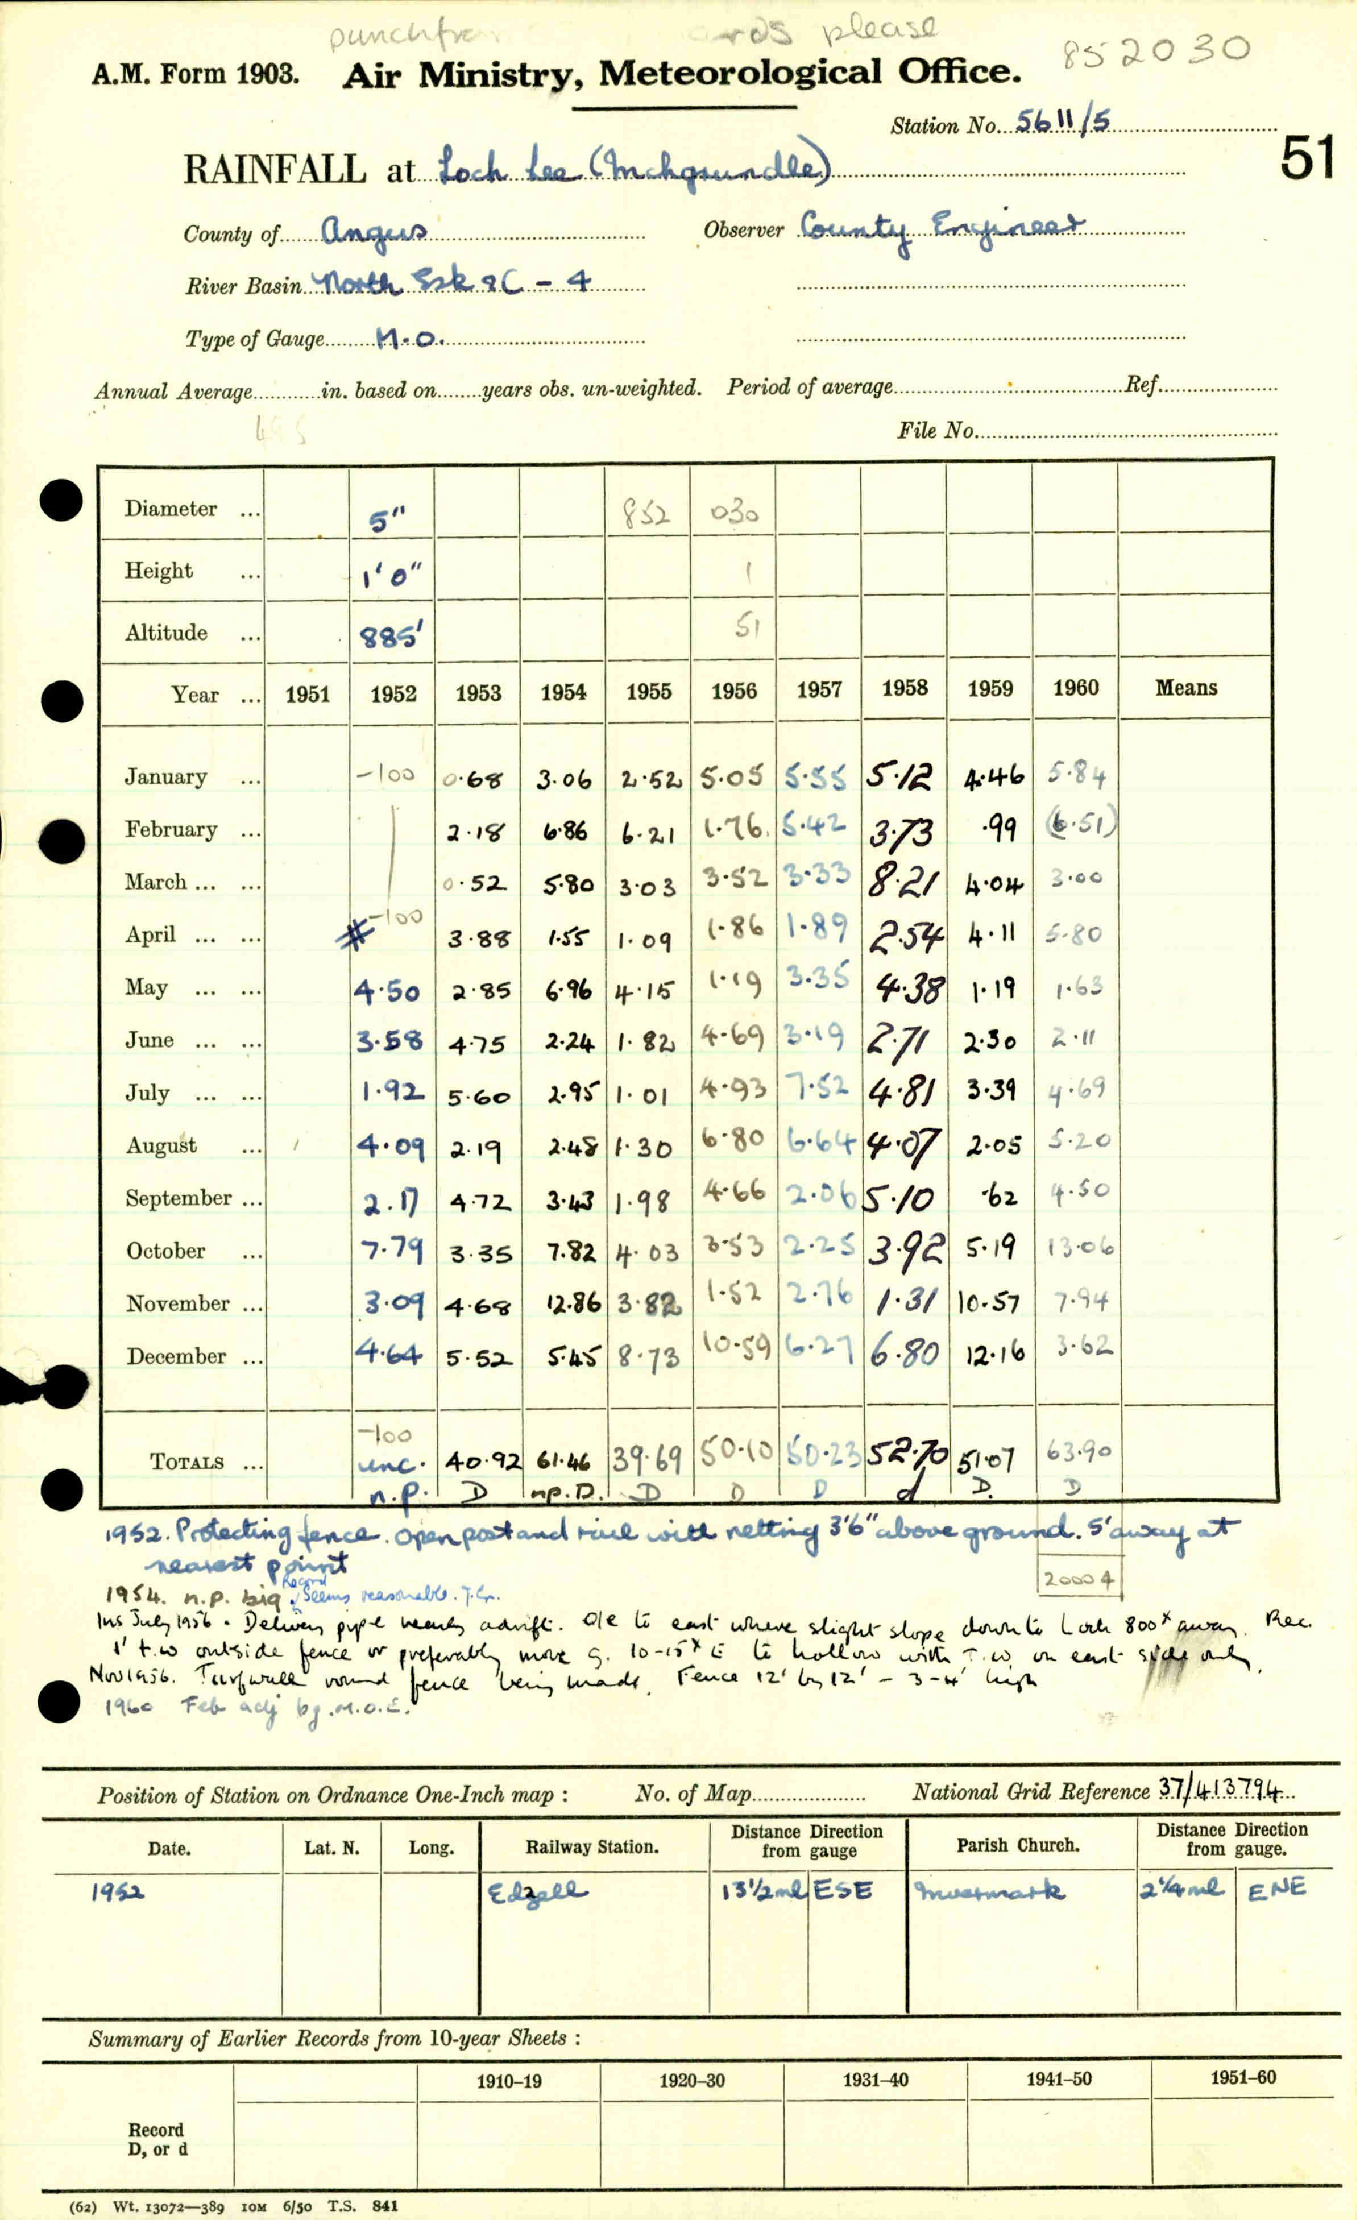 punchf ards please
852030
A.M. Form 1903. Air Ministry, Meteorological Office.
Station No. 5611/5
51
RAINFALL at Loch Lee (Inchgrundle)
County of Angus Observer County Engineer
River Basin North Esk 8C - 4
Type of Gauge M.O.
Annual Average in. based on years obs. un-weighted. Period of average Ref.
File No.
Diameter ... 5" 852 030
Height ... 1'0" 1
Altitude ... 885' 51
Year ... 1951 1952 1953 1954 1955 1956 1957 1958 1959 1960 Means
January ... -100 0.68 3.06 2.52 5.05 5.55 5.12 4.46 5.84
February ... 2.18 6.86 6.21 1.76 5.42 3.73 .99 (6.51)
March ... ... 0.52 5.80 3.03 3.52 3.33 8.21 4.04 3.00
April ... ... # -100 3.88 1.55 1.09 1.86 1.89 2.54 4.11 5.80
May ... ... 4.50 2.85 6.96 4.15 1.19 3.35 4.38 1.19 1.63
June ... ... 3.58 4.75 2.24 1.82 4.69 3.19 2.71 2.30 2.11
July ... ... 1.92 5.60 2.95 1.01 4.93 7.52 4.81 3.39 4.69
August ... 4.09 2.19 2.48 1.30 6.80 6.64 4.07 2.05 5.20
September ... 2.17 4.72 3.43 1.98 4.66 2.06 5.10 .62 4.50
October ... 7.79 3.35 7.82 4.03 3.53 2.25 3.92 5.19 13.06
November ... 3.09 4.68 12.86 3.82 1.52 2.76 1.31 10.57 7.94
December ... 4.64 5.52 5.45 8.73 10.59 6.27 6.80 12.16 3.62
-100
TOTALS ... unc. 40.92 61.46 39.69 50.10 50.23 52.70 51.07 63.90
n.p. D np.D. D D D d D. D
1952. Protecting fence. Open post and rail with netting 3'6" above ground. 5' away at
nearest point
20004
1954. n.p. big. Record Seems reasonable. J.G.
Ins July 1956. Delivery pipe nearly adrift. O/e to east where slight slope down to Loch 800x away. Rec.
1' t.w outside fence or preferably move g. 10-15x E to hollow with T.W. on east side only.
Nov 1956. Turf wall round fence being made. Fence 12' by 12' - 3-4' high
1960 Feb adj by M.O.E.
Position of Station on Ordnance One-Inch map : No. of Map National Grid Reference 37/413794
Date. Lat. N. Long. Railway Station. Distance Direction from gauge Parish Church. Distance Direction from gauge.
1952 Edzell 13½ ml ESE Invermark 2¼ ml ENE
Summary of Earlier Records from 10-year Sheets :
1910–19 1920–30 1931–40 1941–50 1951–60
Record
D, or d
(62) Wt. 13072—389 10M 6/50 T.S. 841